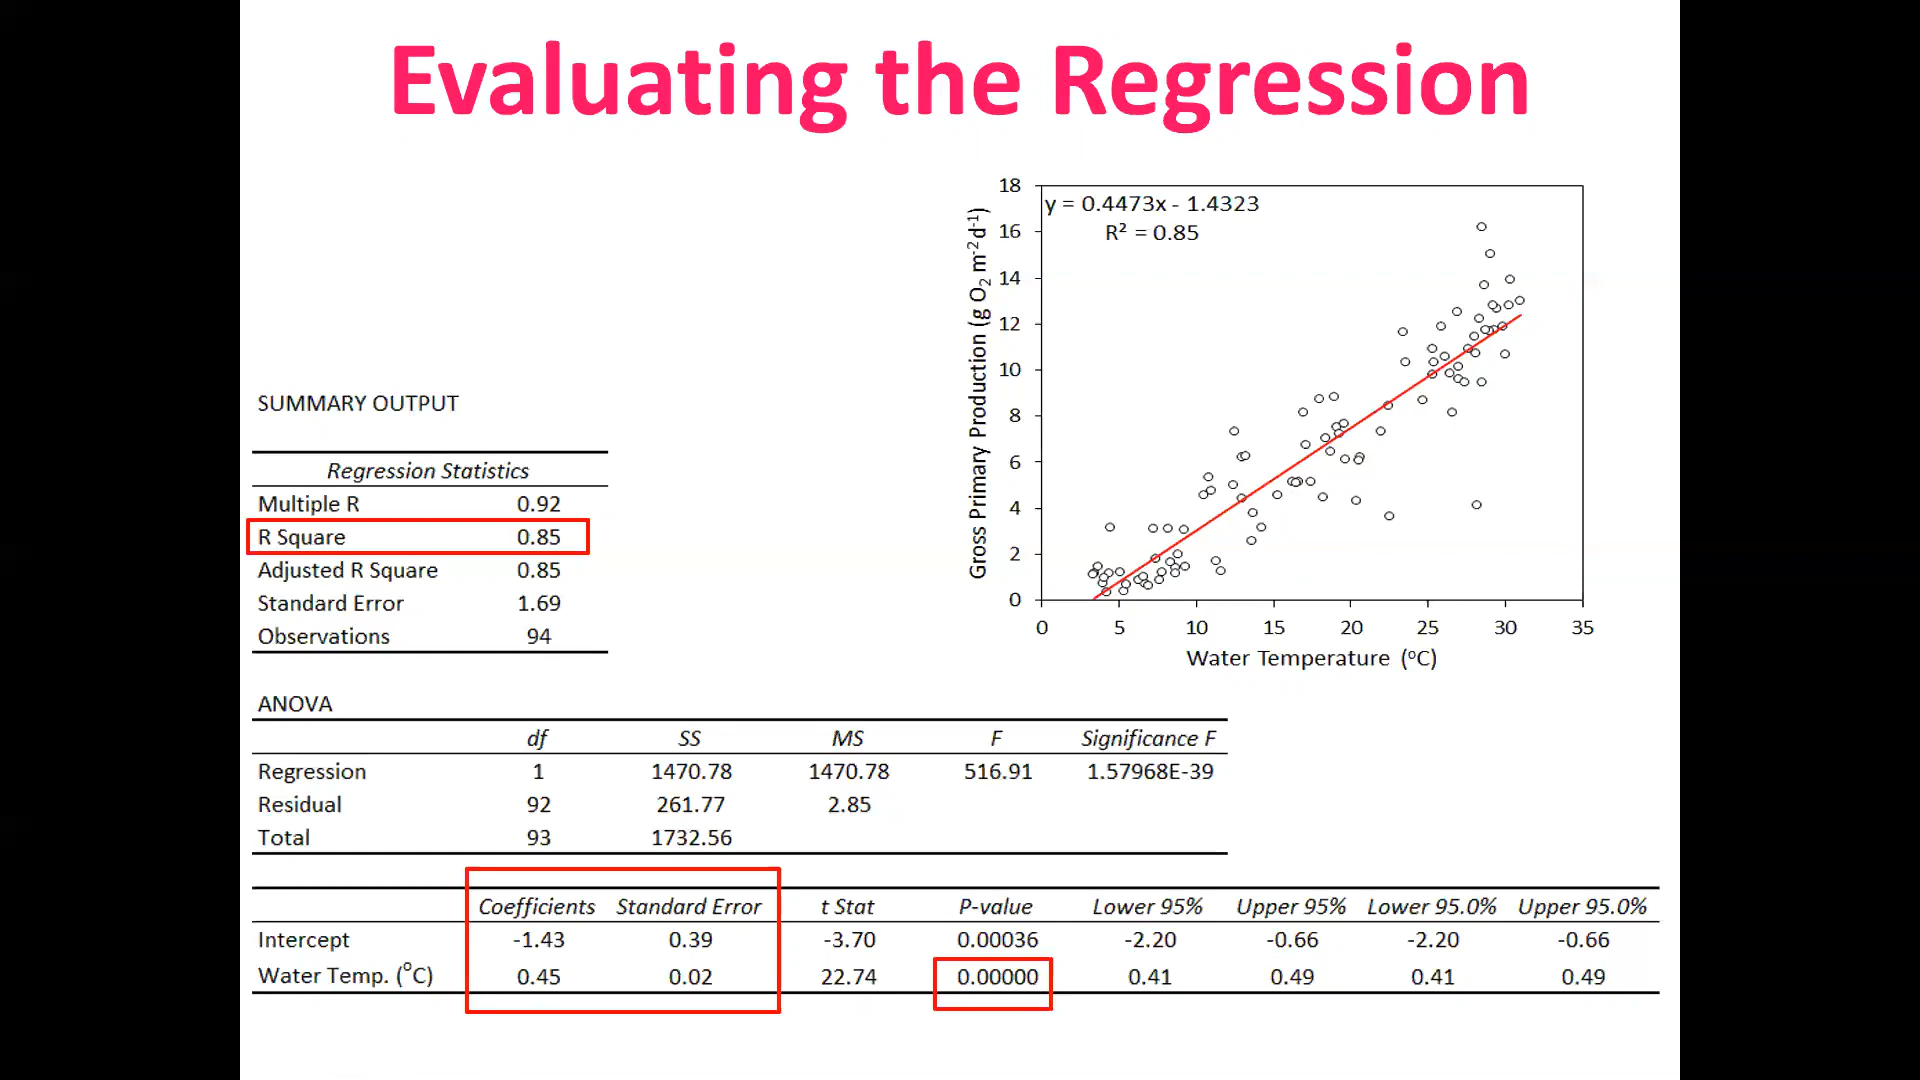 Evaluating the Regression
y = 0.4473x - 1.4323
R² = 0.85
Gross Primary Production (g O₂ m⁻² d⁻¹)
18
16
14
12
10
8
6
4
2
0
0 5 10 15 20 25 30 35
Water Temperature (ºC)
SUMMARY OUTPUT
Regression Statistics
Multiple R 0.92
R Square 0.85
Adjusted R Square 0.85
Standard Error 1.69
Observations 94
ANOVA
df SS MS F Significance F
Regression 1 1470.78 1470.78 516.91 1.57968E-39
Residual 92 261.77 2.85
Total 93 1732.56
Coefficients Standard Error t Stat P-value Lower 95% Upper 95% Lower 95.0% Upper 95.0%
Intercept -1.43 0.39 -3.70 0.00036 -2.20 -0.66 -2.20 -0.66
Water Temp. (ºC) 0.45 0.02 22.74 0.00000 0.41 0.49 0.41 0.49